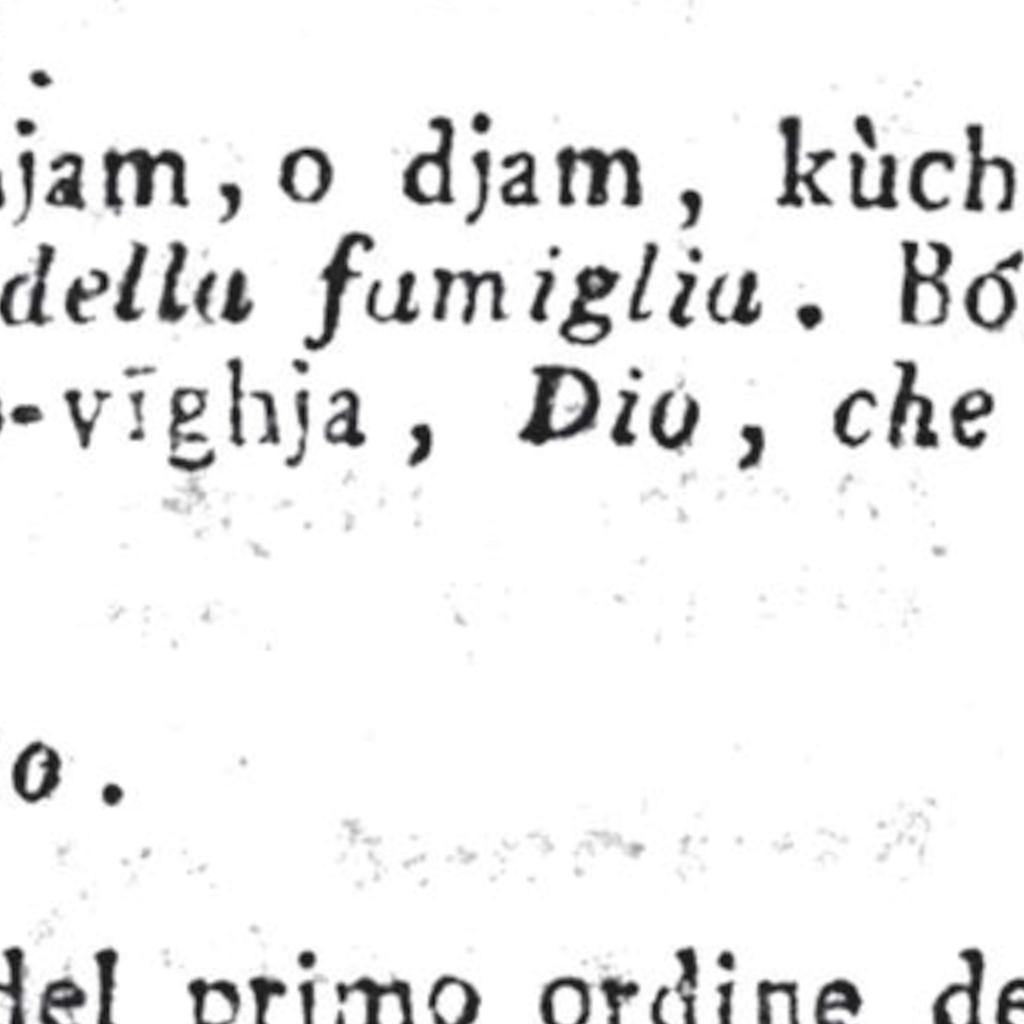 jam, o djam, kùch
della famiglia. Bó
-vīghja, Dio, che
o.
del primo ordine de